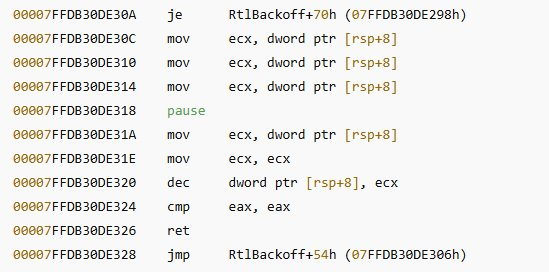 00007FFDB30DE30A je RtlBackoff+70h (07FFDB30DE298h)
00007FFDB30DE30C mov ecx, dword ptr [rsp+8]
00007FFDB30DE310 mov ecx, dword ptr [rsp+8]
00007FFDB30DE314 mov ecx, dword ptr [rsp+8]
00007FFDB30DE318 pause
00007FFDB30DE31A mov ecx, dword ptr [rsp+8]
00007FFDB30DE31E mov ecx, ecx
00007FFDB30DE320 dec dword ptr [rsp+8], ecx
00007FFDB30DE324 cmp eax, eax
00007FFDB30DE326 ret
00007FFDB30DE328 jmp RtlBackoff+54h (07FFDB30DE306h)